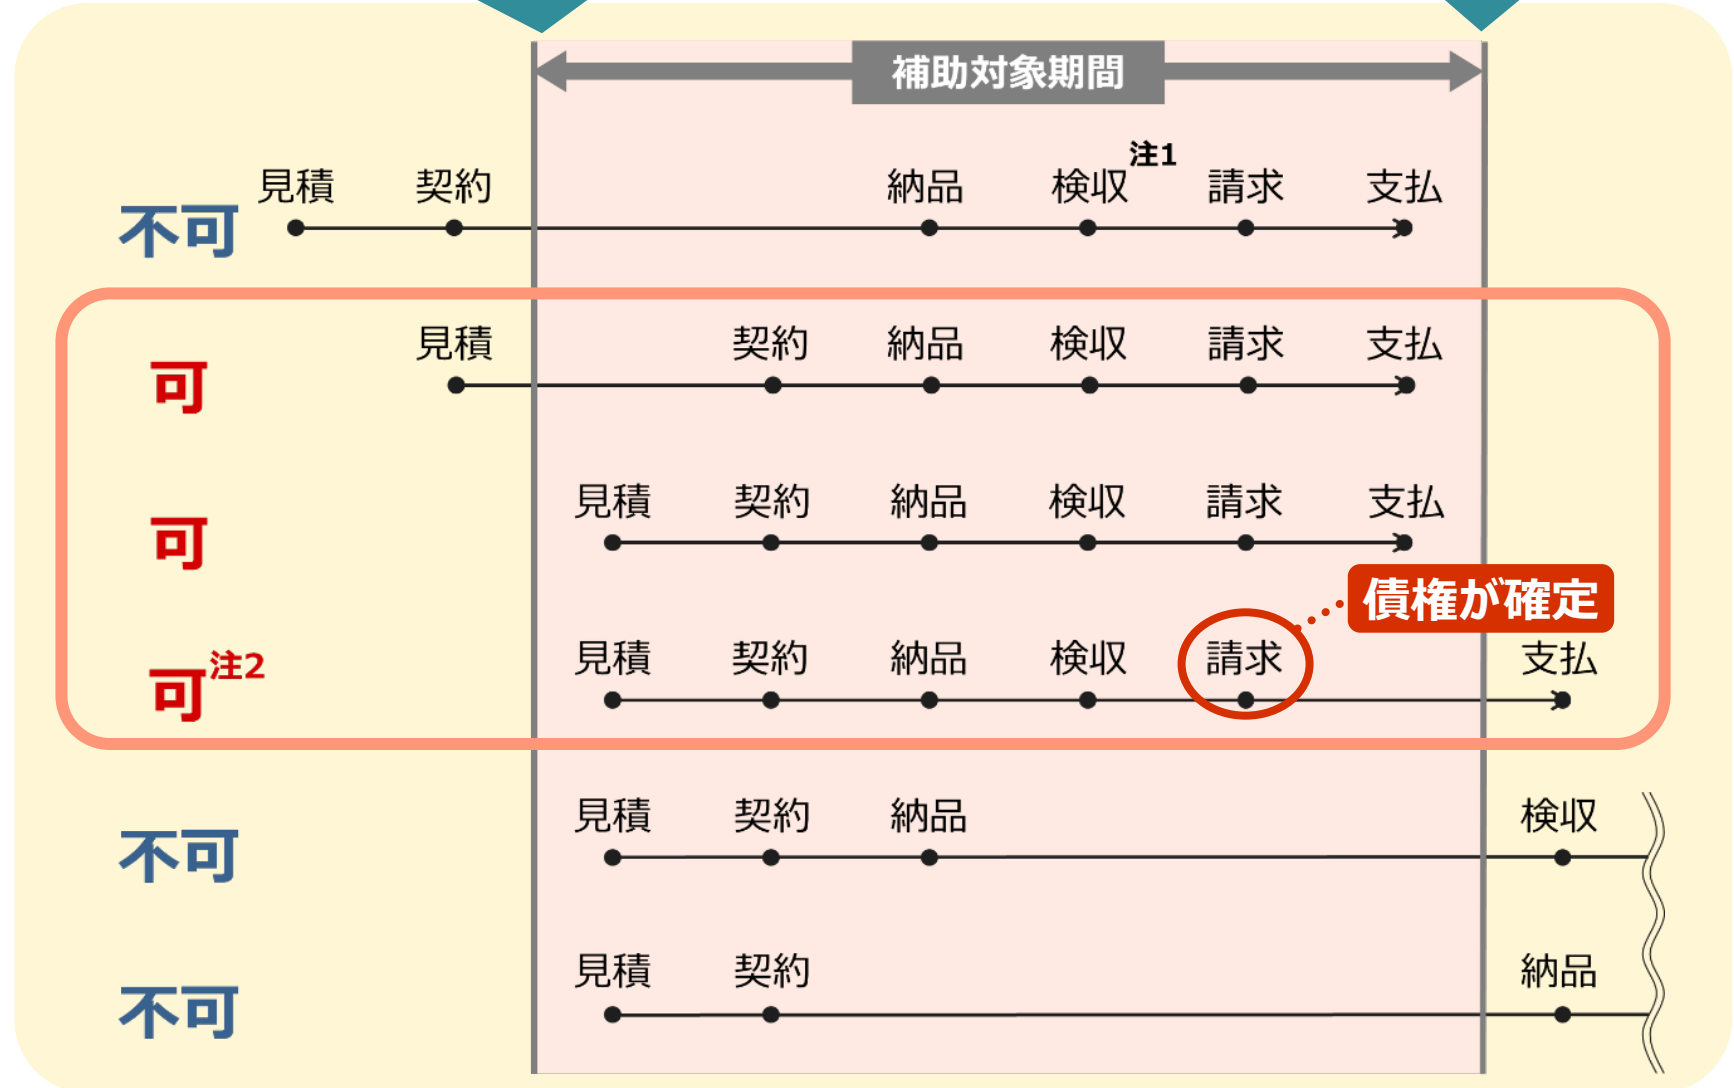 補助対象期間
注1
見積 契約 納品 検収 請求 支払
不可
見積 契約 納品 検収 請求 支払
可
見積 契約 納品 検収 請求 支払
可
債権が確定
見積 契約 納品 検収 請求 支払
可注2
見積 契約 納品 検収
不可
見積 契約 納品
不可